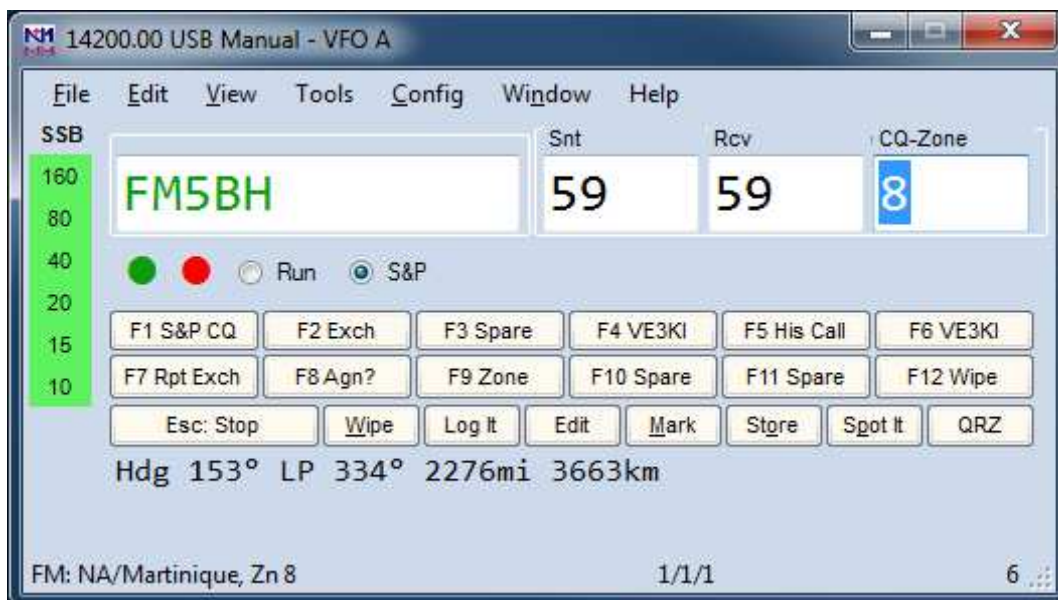 14200.00 USB Manual - VFO A
File Edit View Tools Config Window Help
SSB Snt Rcv CQ-Zone
160
80
40
20
15
10
FM5BH 59 59 8
Run S&P
F1 S&P CQ F2 Exch F3 Spare F4 VE3KI F5 His Call F6 VE3KI
F7 Rpt Exch F8 Agn? F9 Zone F10 Spare F11 Spare F12 Wipe
Esc: Stop Wipe Log It Edit Mark Store Spot It QRZ
Hdg 153° LP 334° 2276mi 3663km
FM: NA/Martinique, Zn 8 1/1/1 6